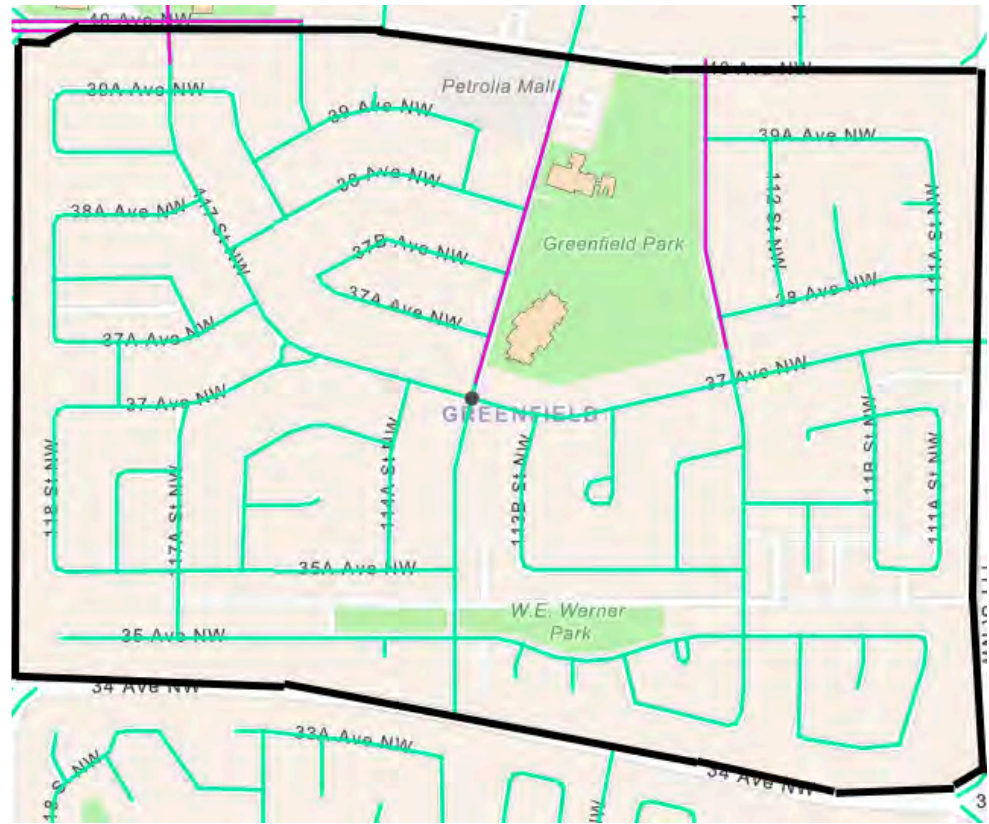 40 Ave NW
40 Ave NW
39A Ave NW
Petrolia Mall
39 Ave NW
39A Ave NW
38 Ave NW
112 St NW
117 St NW
38A Ave NW
111A St NW
37B Ave NW
Greenfield Park
38 Ave NW
37A Ave NW
37A Ave NW
37 Ave NW
37 Ave NW
GREENFIELD
118 St NW
117A St NW
114A St NW
113B St NW
111B St NW
111A St NW
35A Ave NW
W.E. Werner
Park
35 Ave NW
34 Ave NW
33A Ave NW
34 Ave NW